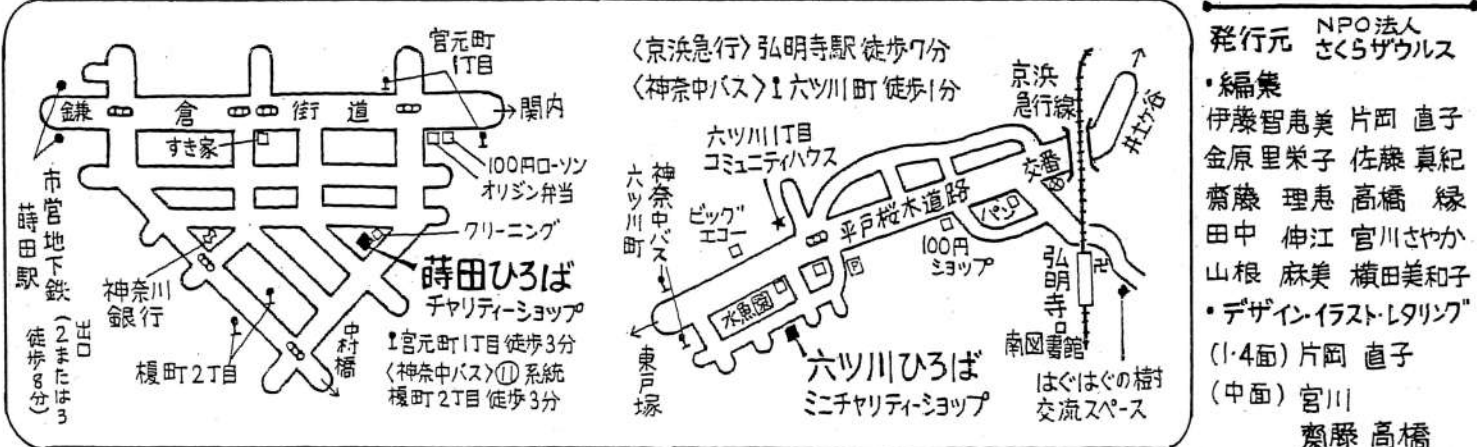 宮元町
1丁目
鎌倉街道
→関内
すき家
100円ローソン
オリジン弁当
市営地下鉄
蒔田駅
出口
(2または3
徒歩8分)
クリーニング
神奈川
銀行
蒔田ひろば
チャリティーショップ
榎町2丁目
中村橋
宮元町1丁目徒歩3分
〈神奈中バス〉⑪系統
榎町2丁目徒歩3分
〈京浜急行〉弘明寺駅徒歩7分
〈神奈中バス〉六ツ川町徒歩1分
京浜
急行線
井土ヶ谷
六ツ川1丁目
コミュニティハウス
神奈中バス
六ツ川町
ビッグ
エコー
平戸桜木道路
交番
パン
100円
ショップ
P
弘明寺
卍
水魚園
東戸塚
六ツ川ひろば
ミニチャリティーショップ
南図書館
はぐはぐの樹
交流スペース
発行元 NPO法人
さくらザウルス
・編集
伊藤智恵美 片岡 直子
金原里栄子 佐藤 真紀
齋藤 理恵 高橋 縁
田中 伸江 宮川さやか
山根 麻美 横田美和子
・デザイン・イラスト・レタリング
(1・4面) 片岡 直子
(中面) 宮川
齋藤 高橋